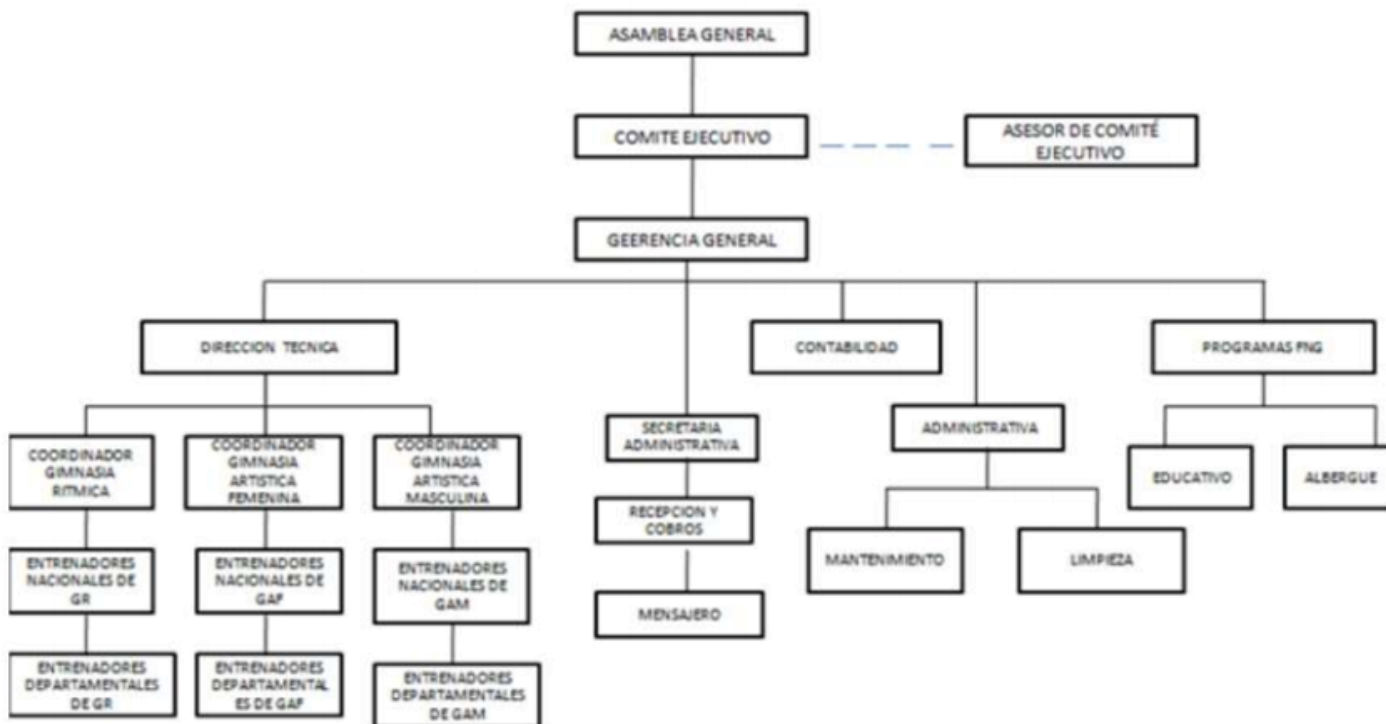 ASAMBLEA GENERAL
COMITE EJECUTIVO
ASESOR DE COMITÉ
EJECUTIVO
GEERENCIA GENERAL
DIRECCION TECNICA
CONTABILIDAD
PROGRAMAS FNG
SECRETARIA
ADMINISTRATIVA
ADMINISTRATIVA
COORDINADOR
GIMNASIA
RITMICA
COORDINADOR
GIMNASIA
ARTISTICA
FEMENINA
COORDINADOR
GIMNASIA
ARTISTICA
MASCULINA
EDUCATIVO
ALBERGUE
RECEPCION Y
COBROS
MANTENIMIENTO
LIMPIEZA
ENTRENADORES
NACIONALES DE
GR
ENTRENADORES
NACIONALES DE
GAF
ENTRENADORES
NACIONALES DE
GAM
MENSAJERO
ENTRENADORES
DEPARTAMENTALES
DE GR
ENTRENADORES
DEPARTAMENTAL
ES DE GAF
ENTRENADORES
DEPARTAMENTALES
DE GAM